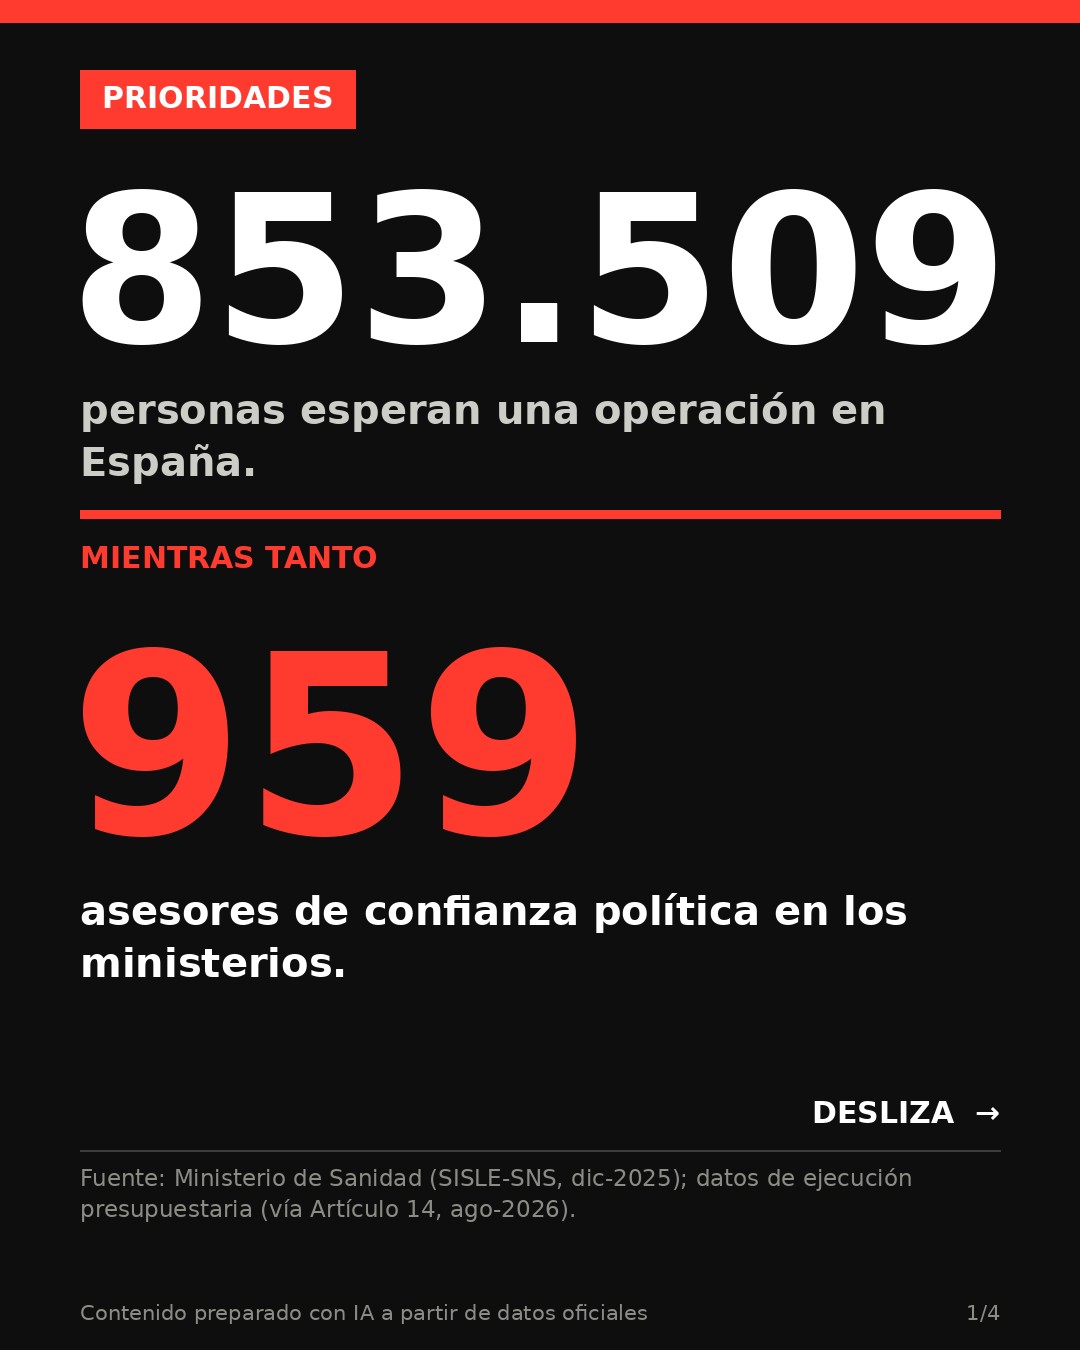 PRIORIDADES
853.509
personas esperan una operación en
España.
MIENTRAS TANTO
959
asesores de confianza política en los
ministerios.
DESLIZA →
Fuente: Ministerio de Sanidad (SISLE-SNS, dic-2025); datos de ejecución
presupuestaria (vía Artículo 14, ago-2026).
Contenido preparado con IA a partir de datos oficiales
1/4